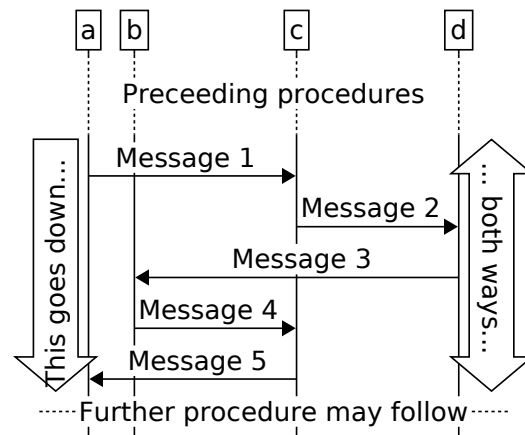 a b c d
Preceeding procedures
Message 1
Message 2
Message 3
Message 4
Message 5
This goes down...
... both ways...
Further procedure may follow